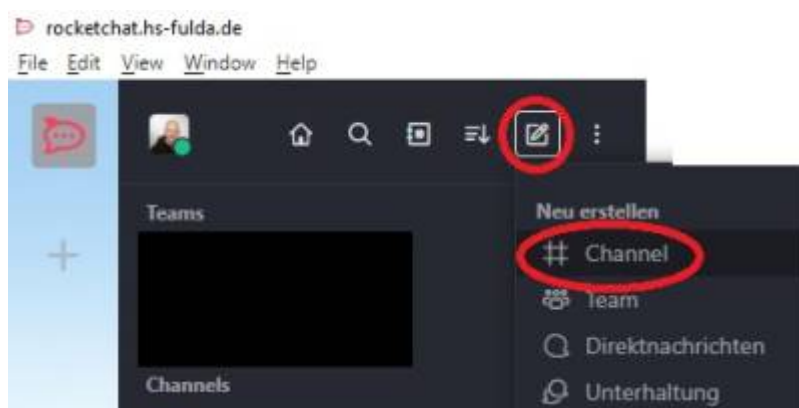 rocketchat.hs-fulda.de
File Edit View Window Help
Teams
Channels
Neu erstellen
Channel
Team
Direktnachrichten
Unterhaltung